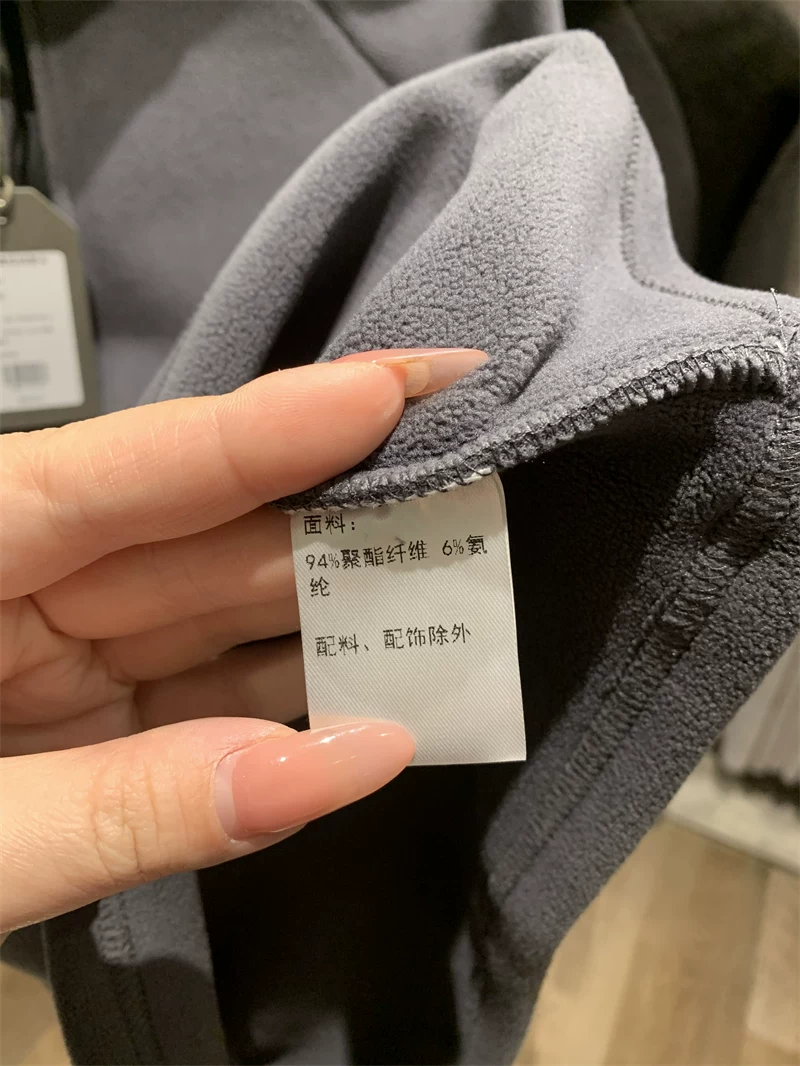 面料：
94%聚酯纤维 6%氨
纶
配料、配饰除外